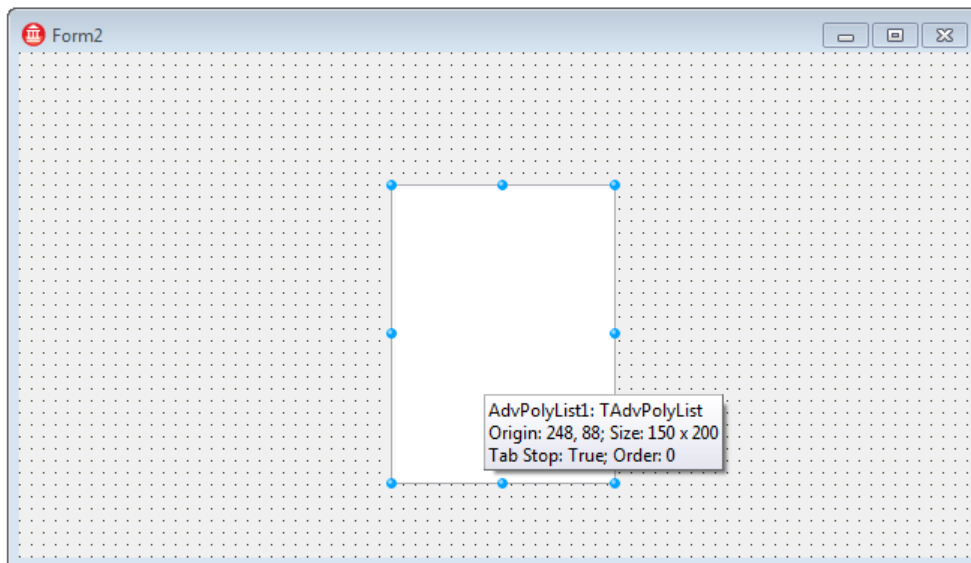 Form2
AdvPolyList1: TAdvPolyList
Origin: 248, 88; Size: 150 x 200
Tab Stop: True; Order: 0